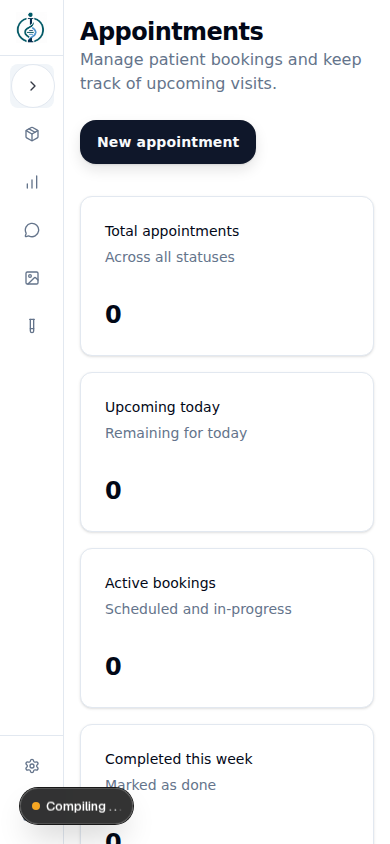 Appointments
Manage patient bookings and keep
track of upcoming visits.
New appointment
Total appointments
Across all statuses
0
Upcoming today
Remaining for today
0
Active bookings
Scheduled and in-progress
0
Completed this week
Marked as done
0
Compiling ...